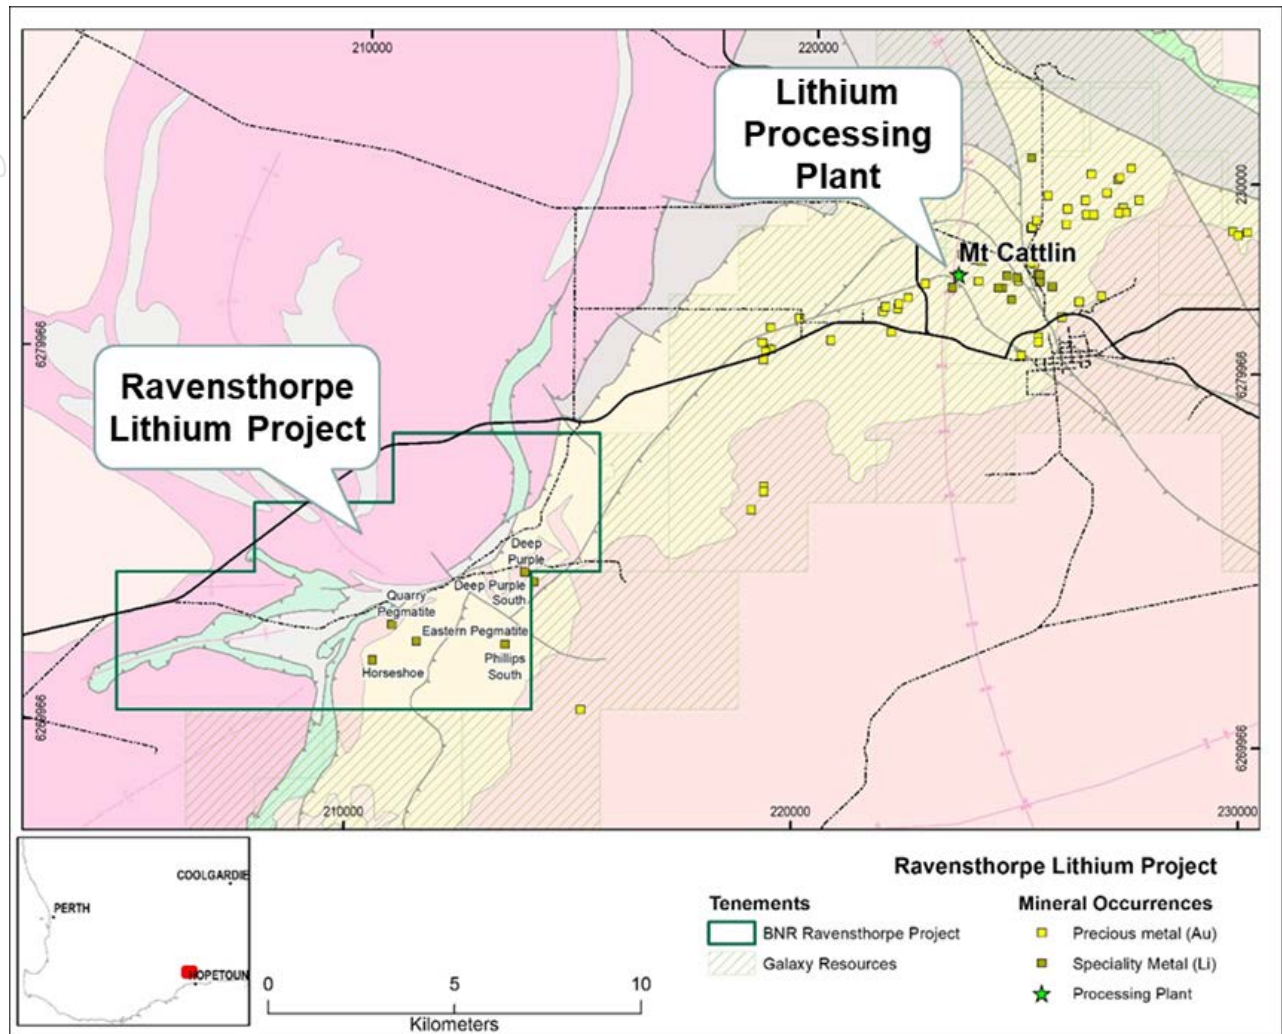 210000
220000
Lithium
Processing
Plant
230000
Mt Cattlin
6279966
6279966
Ravensthorpe
Lithium Project
Deep
Purple
Deep Purple
South
Quarry
Pegmatite
Eastern Pegmatite
Horseshoe
Phillips
South
6269966
6269966
210000
220000
230000
COOLGARDIE
PERTH
HOPETOUN
0
5
10
Kilometers
Ravensthorpe Lithium Project
Tenements
BNR Ravensthorpe Project
Galaxy Resources
Mineral Occurrences
Precious metal (Au)
Speciality Metal (Li)
Processing Plant